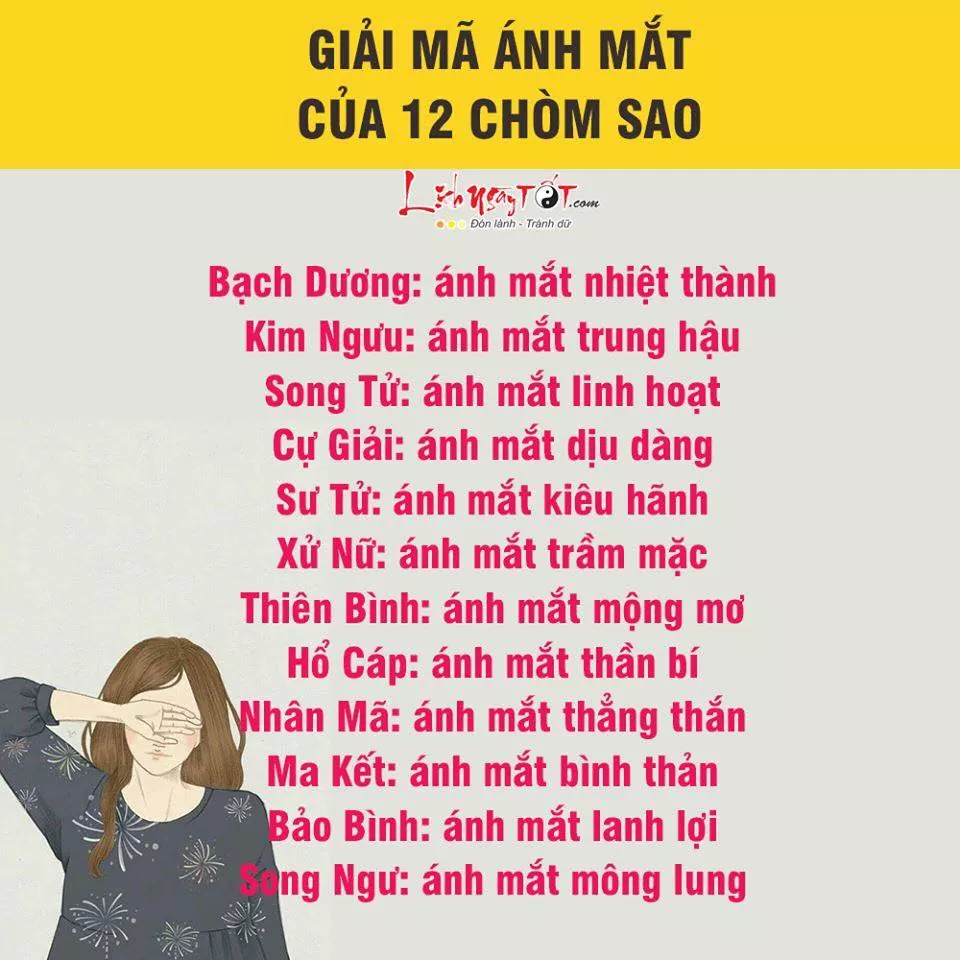 GIẢI MÃ ÁNH MẮT
CỦA 12 CHÒM SAO
LịchNgàyTỐT.com
Đón lành - Tránh dữ
Bạch Dương: ánh mắt nhiệt thành
Kim Ngưu: ánh mắt trung hậu
Song Tử: ánh mắt linh hoạt
Cự Giải: ánh mắt dịu dàng
Sư Tử: ánh mắt kiêu hãnh
Xử Nữ: ánh mắt trầm mặc
Thiên Bình: ánh mắt mộng mơ
Hổ Cáp: ánh mắt thần bí
Nhân Mã: ánh mắt thẳng thắn
Ma Kết: ánh mắt bình thản
Bảo Bình: ánh mắt lanh lợi
Song Ngư: ánh mắt mông lung